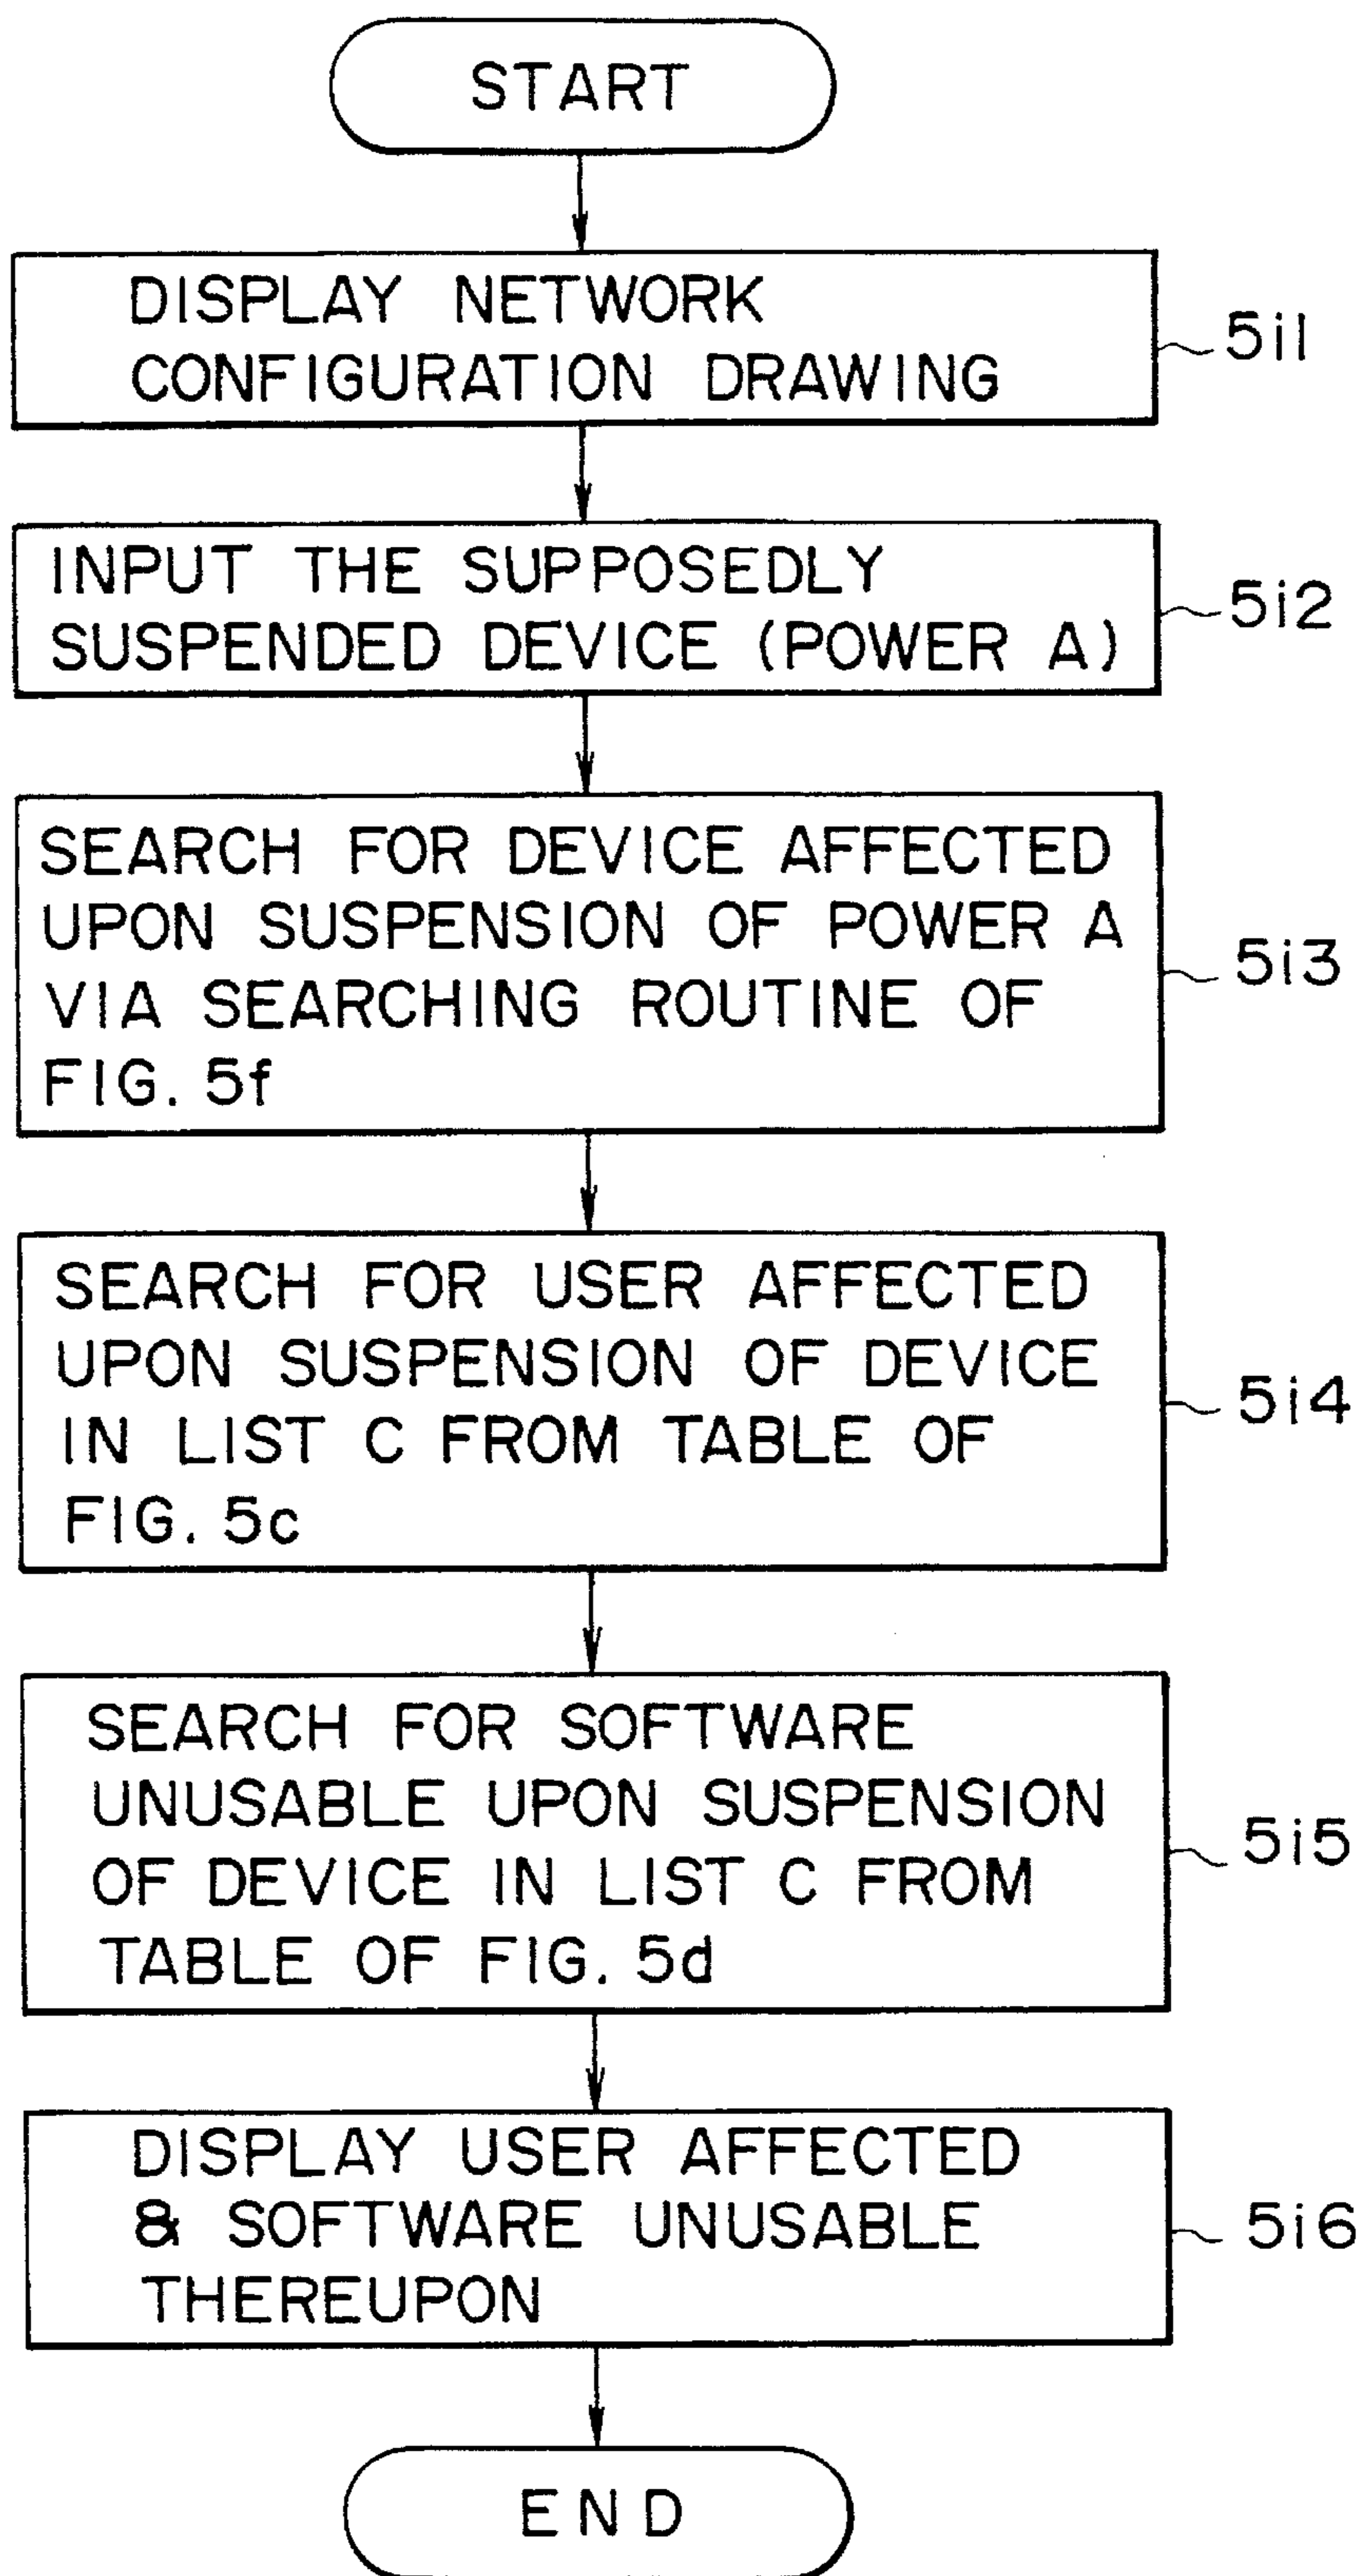 START
DISPLAY NETWORK
CONFIGURATION DRAWING
5i1
INPUT THE SUPPOSEDLY
SUSPENDED DEVICE (POWER A)
5i2
SEARCH FOR DEVICE AFFECTED
UPON SUSPENSION OF POWER A
VIA SEARCHING ROUTINE OF
FIG. 5f
5i3
SEARCH FOR USER AFFECTED
UPON SUSPENSION OF DEVICE
IN LIST C FROM TABLE OF
FIG. 5c
5i4
SEARCH FOR SOFTWARE
UNUSABLE UPON SUSPENSION
OF DEVICE IN LIST C FROM
TABLE OF FIG. 5d
5i5
DISPLAY USER AFFECTED
& SOFTWARE UNUSABLE
THEREUPON
5i6
END